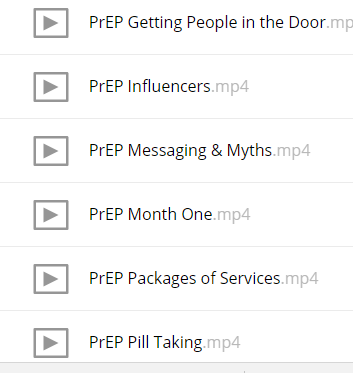 PrEP Getting People in the Door.mp
PrEP Influencers.mp4
PrEP Messaging & Myths.mp4
PrEP Month One.mp4
PrEP Packages of Services.mp4
PrEP Pill Taking.mp4